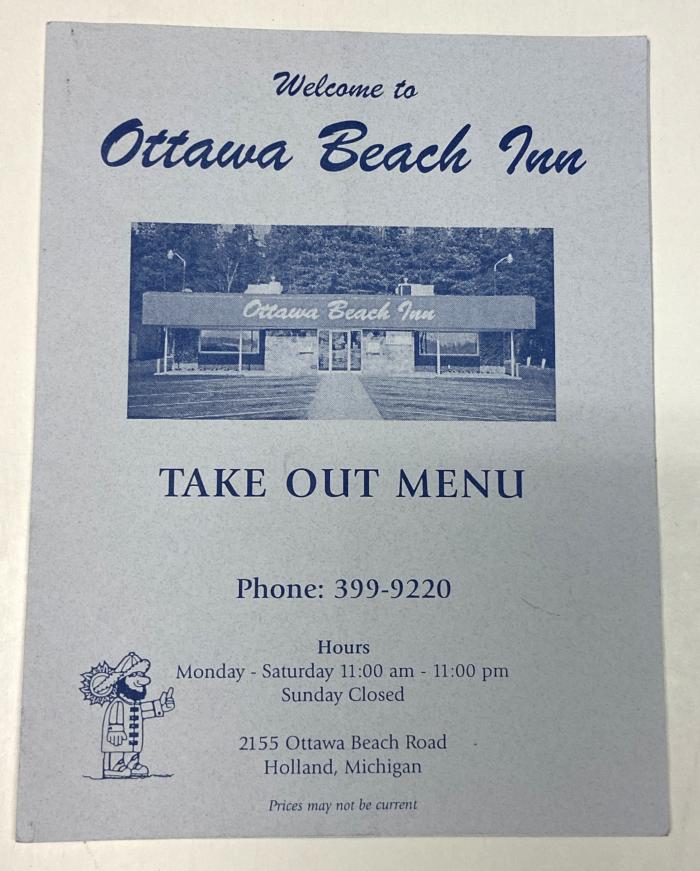 Welcome to
Ottawa Beach Inn
Ottawa Beach Inn
TAKE OUT MENU
Phone: 399-9220
Hours
Monday - Saturday 11:00 am - 11:00 pm
Sunday Closed
2155 Ottawa Beach Road
Holland, Michigan
Prices may not be current